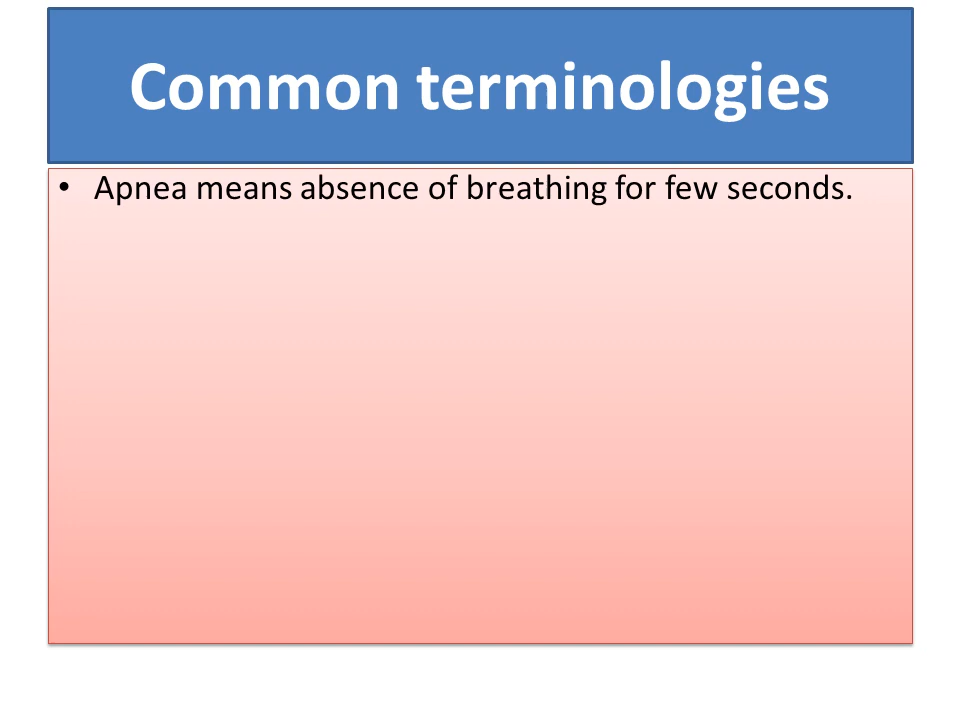 Common terminologies
• Apnea means absence of breathing for few seconds.